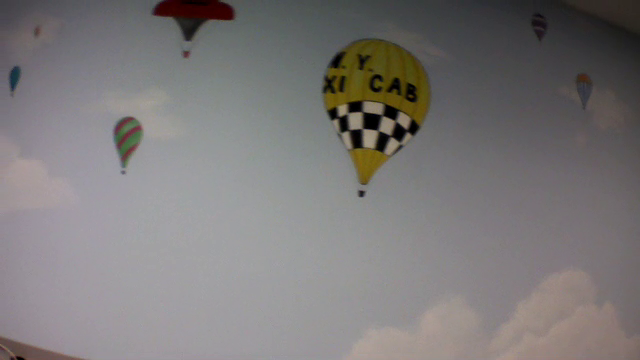 . Y.
XI CAB